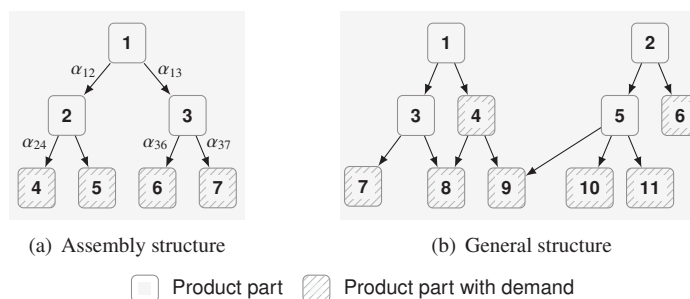 1
α12 α13
2 3
α24 α36 α37
4 5 6 7
(a) Assembly structure
1 2
3 4 5 6
7 8 9 10 11
(b) General structure
Product part Product part with demand